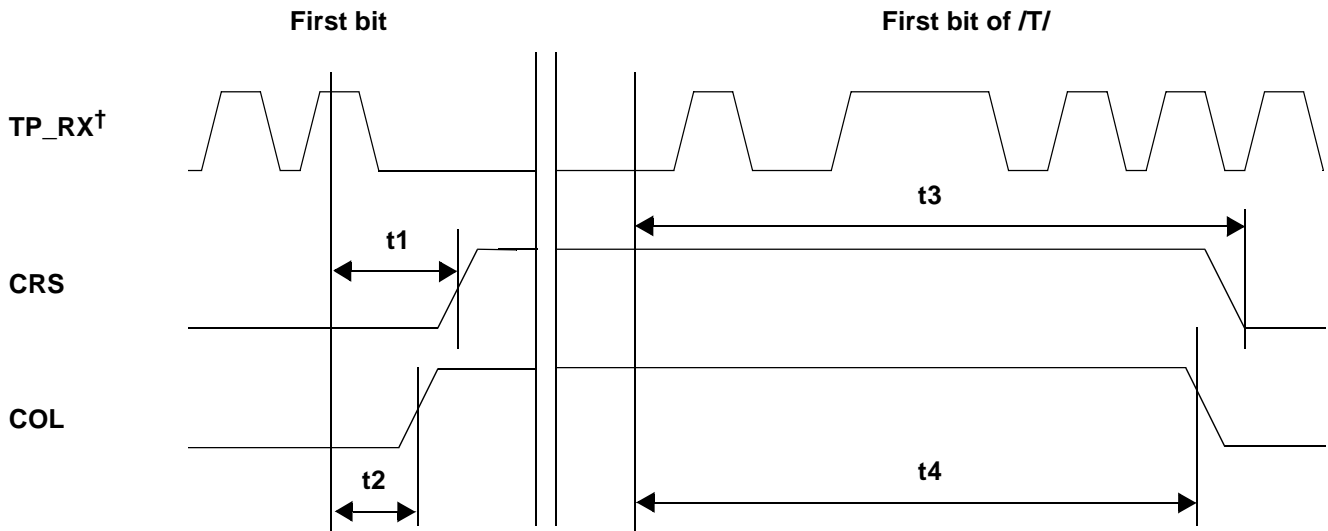 First bit
First bit of /T/
TP_RX†
t3
t1
CRS
COL
t2
t4